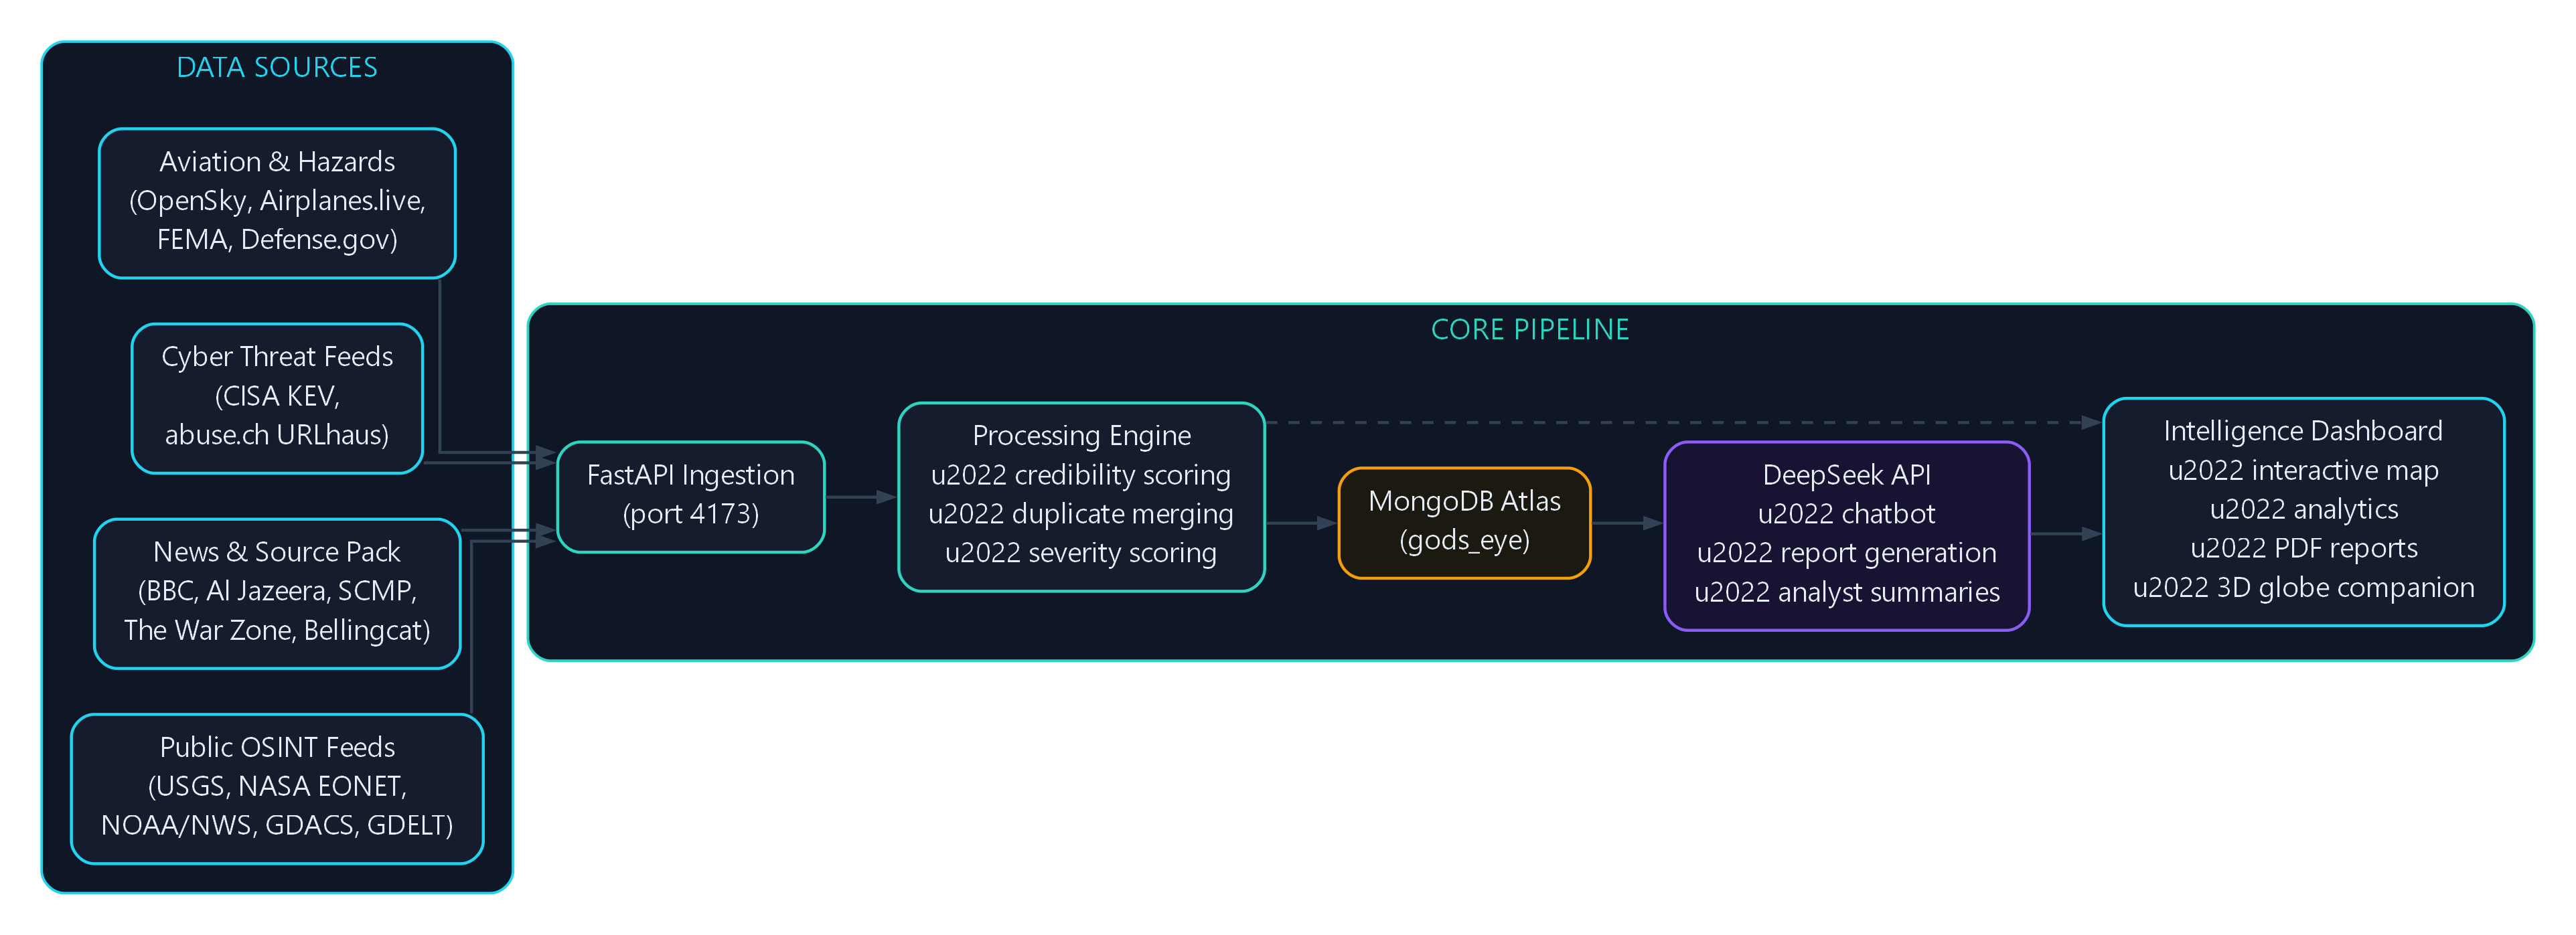 DATA SOURCES
Aviation & Hazards
(OpenSky, Airplanes.live,
FEMA, Defense.gov)
Cyber Threat Feeds
(CISA KEV,
abuse.ch URLhaus)
News & Source Pack
(BBC, Al Jazeera, SCMP,
The War Zone, Bellingcat)
Public OSINT Feeds
(USGS, NASA EONET,
NOAA/NWS, GDACS, GDELT)
CORE PIPELINE
FastAPI Ingestion
(port 4173)
Processing Engine
u2022 credibility scoring
u2022 duplicate merging
u2022 severity scoring
MongoDB Atlas
(gods_eye)
DeepSeek API
u2022 chatbot
u2022 report generation
u2022 analyst summaries
Intelligence Dashboard
u2022 interactive map
u2022 analytics
u2022 PDF reports
u2022 3D globe companion